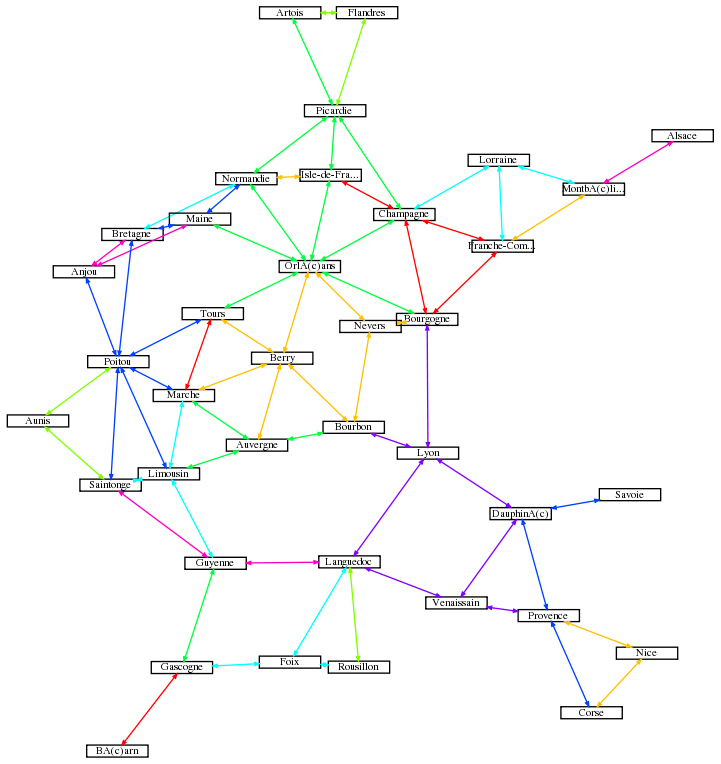 Artois
Flandres
Picardie
Alsace
Lorraine
Isle-de-Fra...
Normandie
MontbA(c)li...
Champagne
Maine
Bretagne
Franche-Com...
OrlA(c)ans
Anjou
Tours
Nevers
Bourgogne
Berry
Poitou
Marche
Aunis
Bourbon
Auvergne
Lyon
Limousin
Saintonge
Savoie
DauphinA(c)
Guyenne
Languedoc
Venaissain
Provence
Nice
Gascogne
Foix
Rousillon
Corse
BA(c)arn